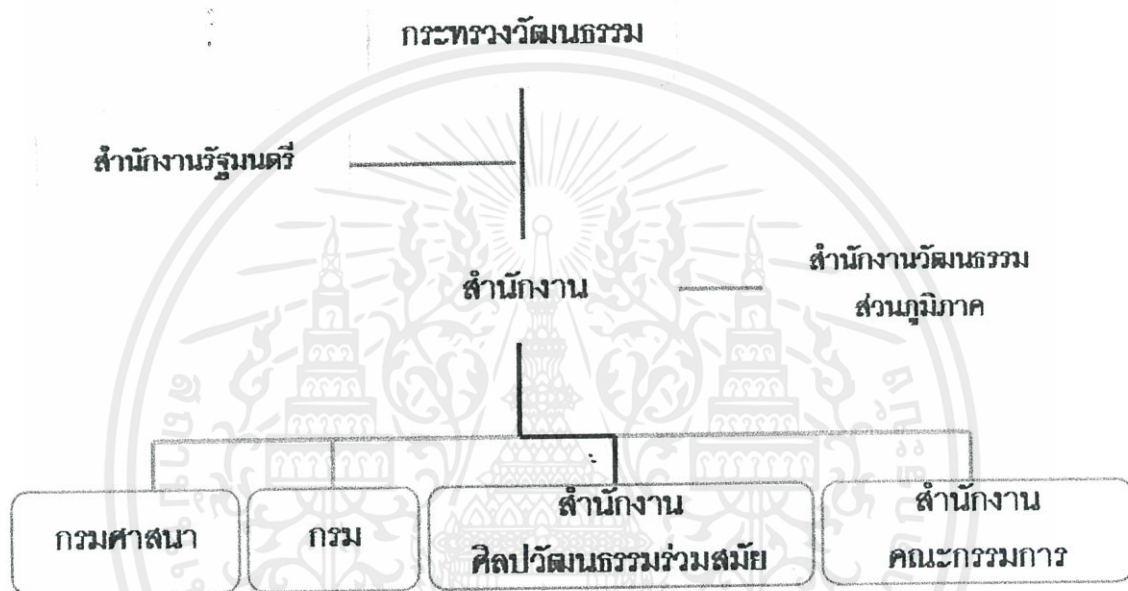 กระทรวงวัฒนธรรม
สำนักงานรัฐมนตรี
สำนักงาน
สำนักงานวัฒนธรรม
ส่วนภูมิภาค
กรมศาสนา
กรม
สำนักงาน
ศิลปวัฒนธรรมร่วมสมัย
สำนักงาน
คณะกรรมการ